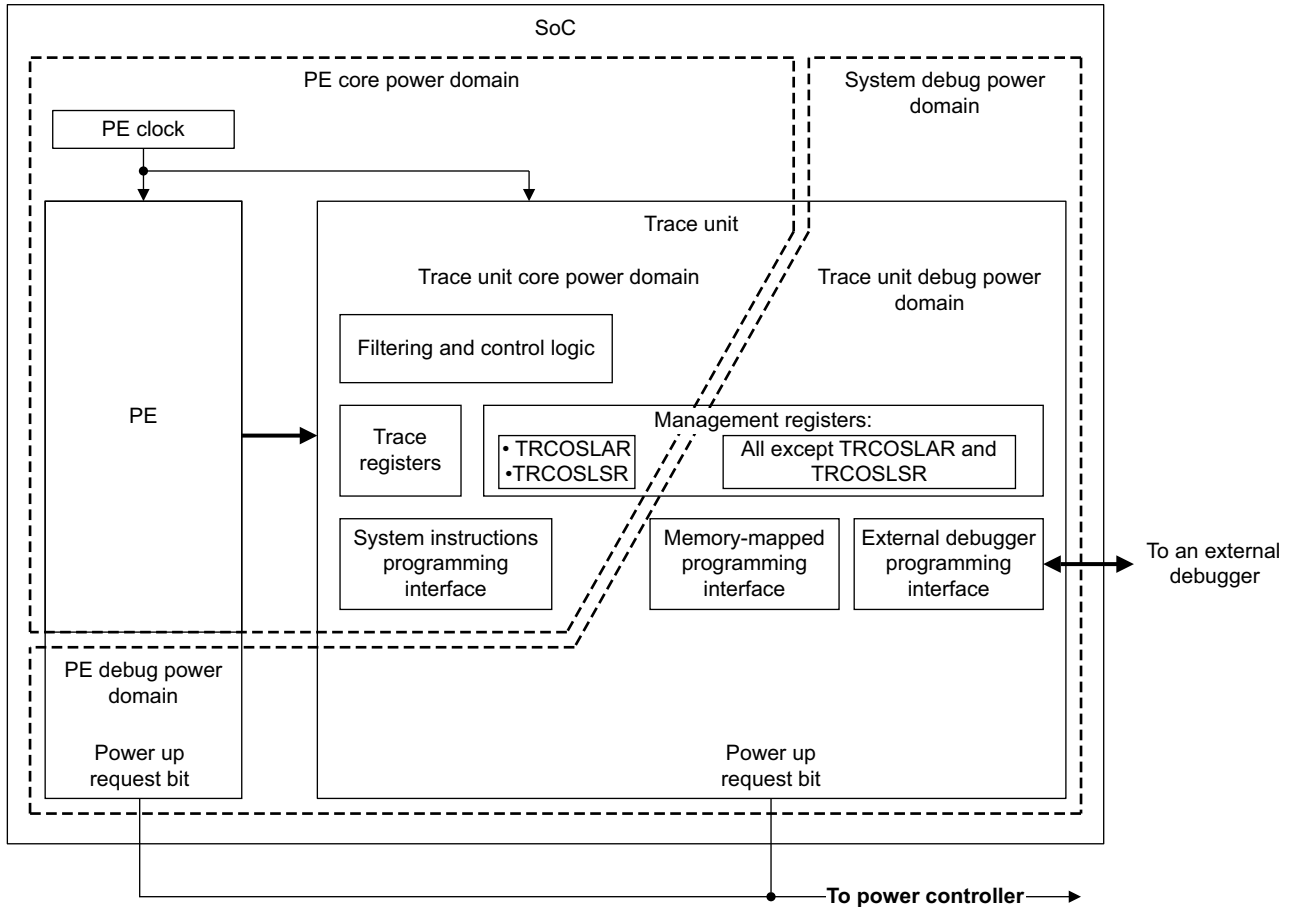 SoC
PE core power domain
System debug power
domain
PE clock
Trace unit
Trace unit core power domain
Trace unit debug power
domain
Filtering and control logic
PE
Trace
registers
Management registers:
• TRCOSLAR
•TRCOSLSR
All except TRCOSLAR and
TRCOSLSR
System instructions
programming
interface
Memory-mapped
programming
interface
External debugger
programming
interface
To an external
debugger
PE debug power
domain
Power up
request bit
Power up
request bit
To power controller